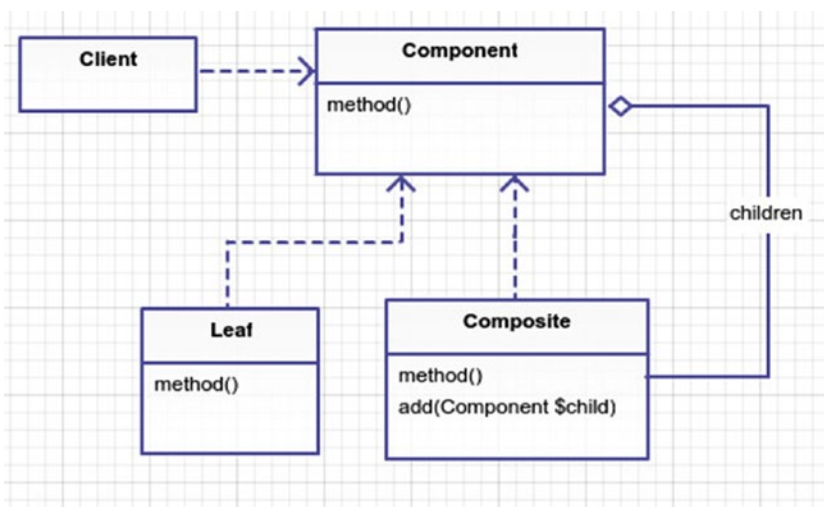 Client
Component
method()
children
Leaf
method()
Composite
method()
add(Component $child)